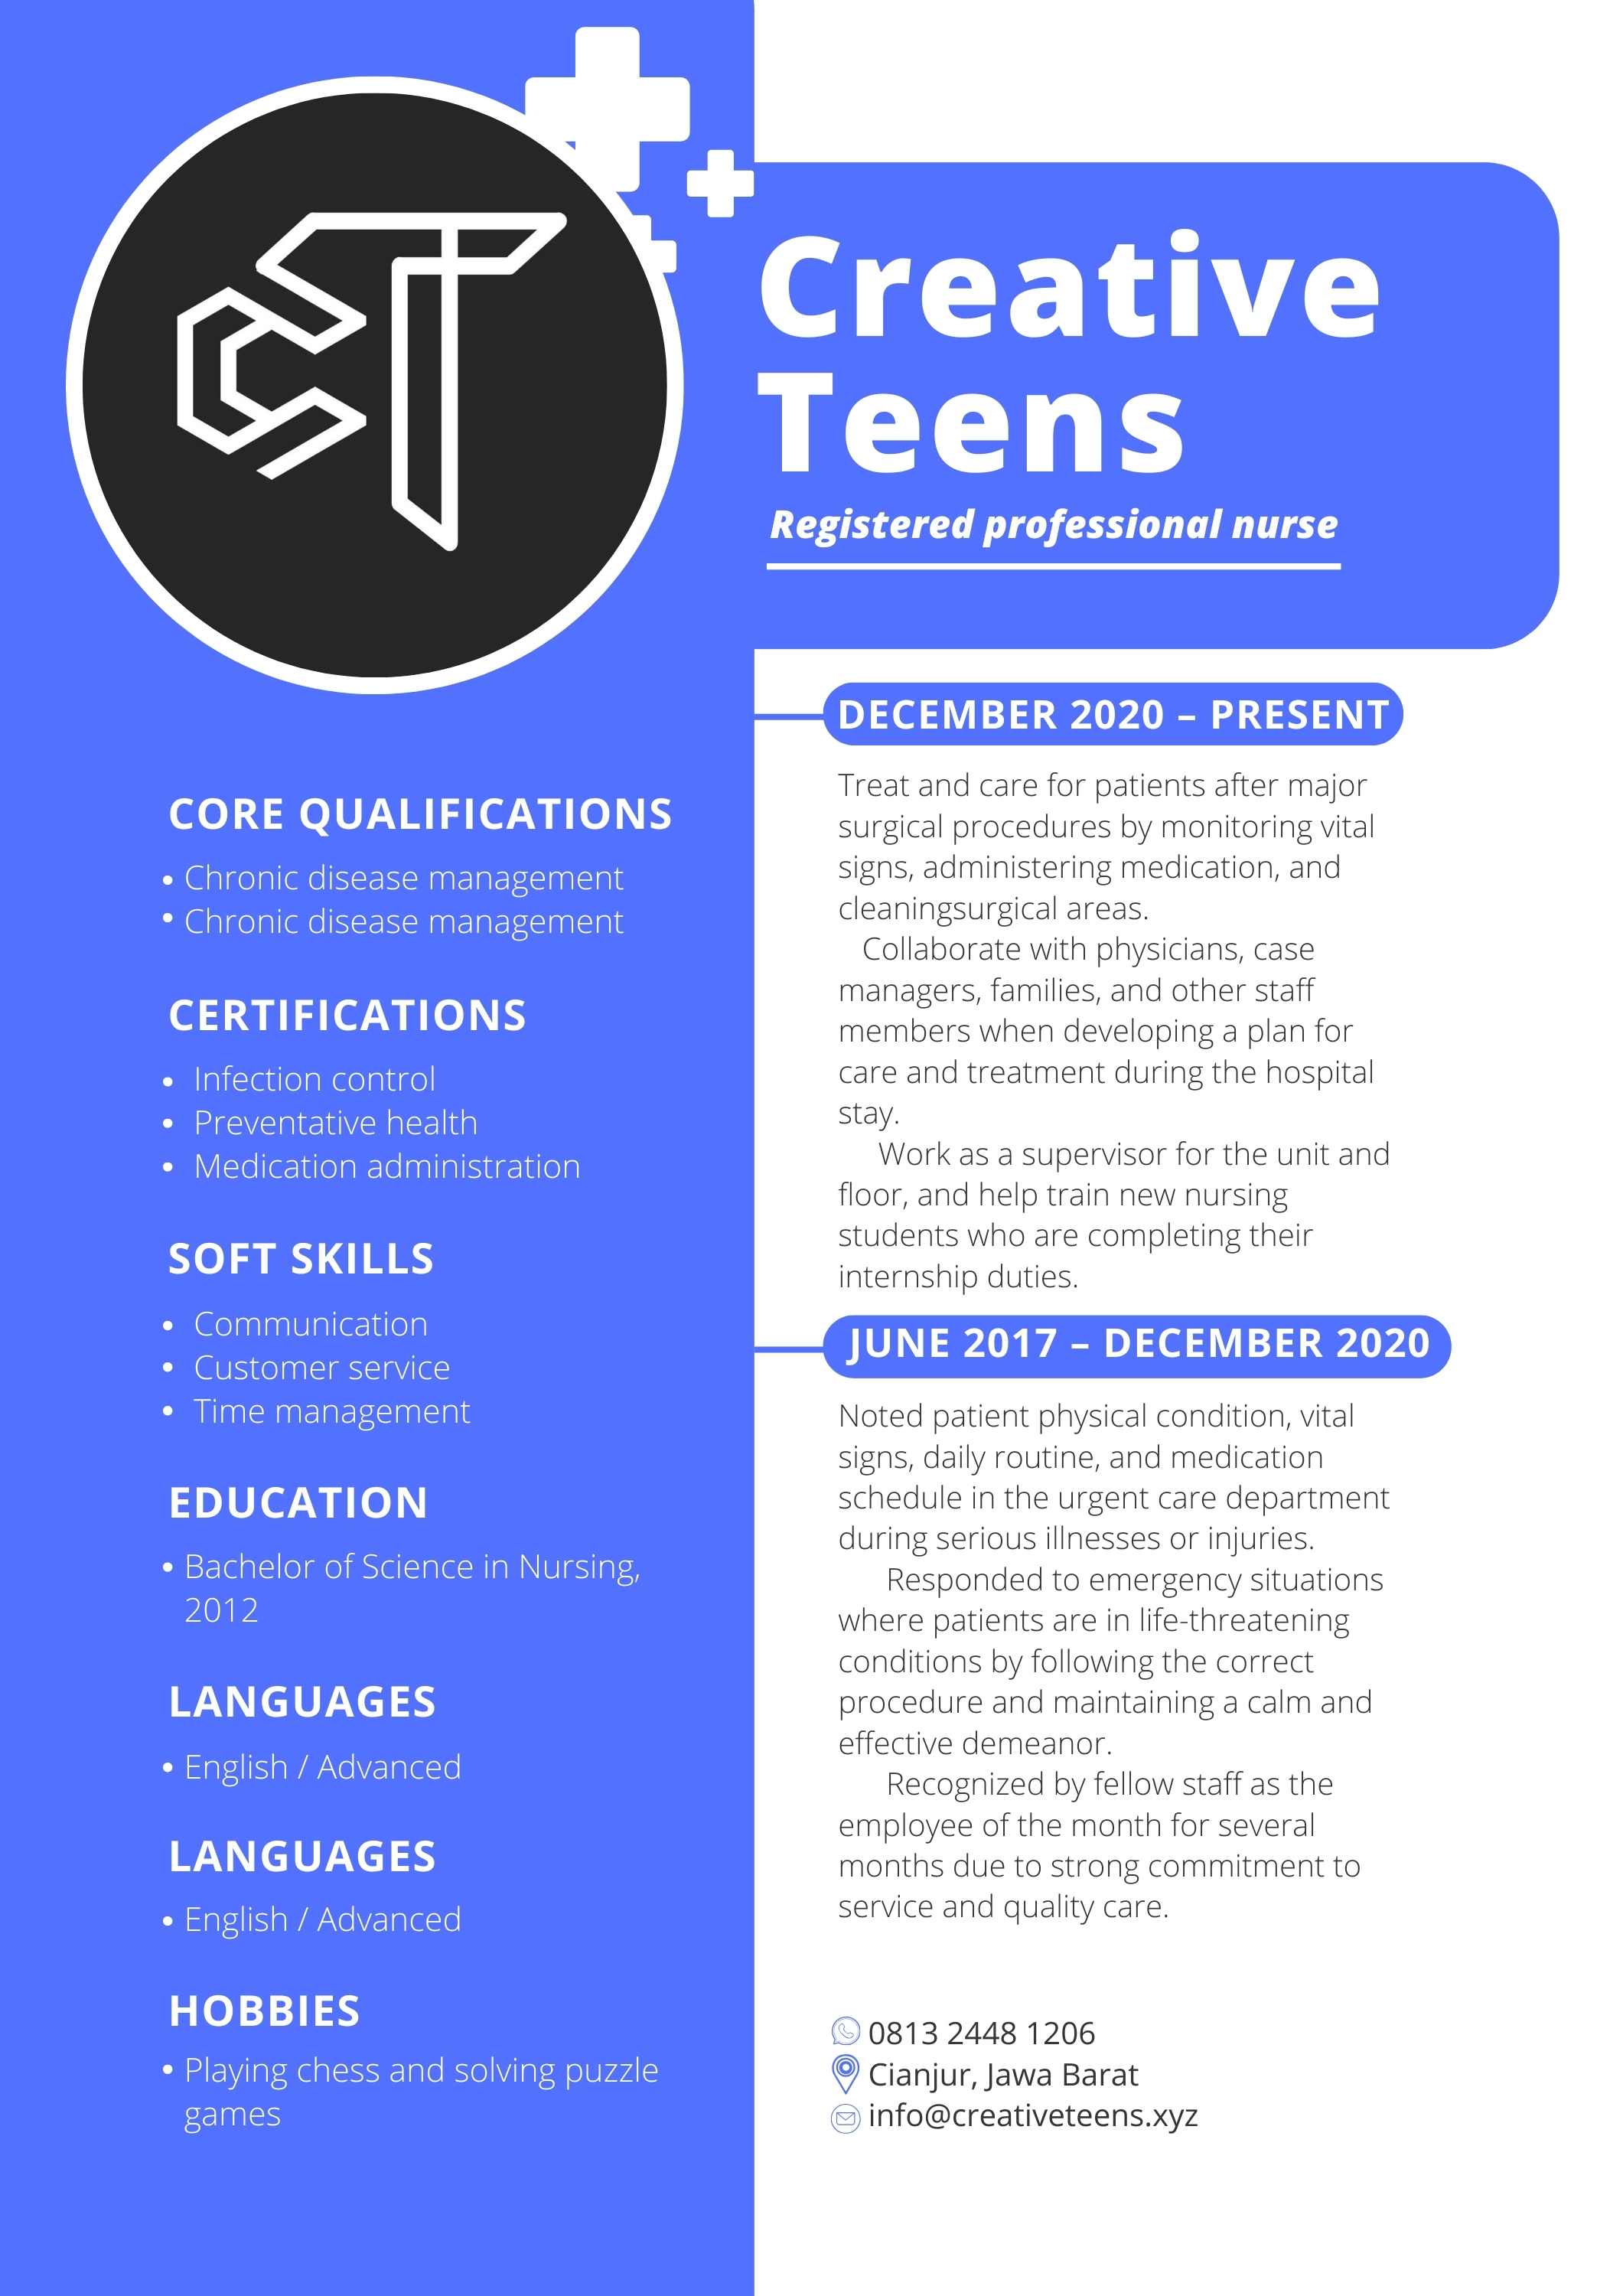 Creative
Teens
Registered professional nurse
CORE QUALIFICATIONS
• Chronic disease management
• Chronic disease management
CERTIFICATIONS
• Infection control
• Preventative health
• Medication administration
SOFT SKILLS
• Communication
• Customer service
• Time management
EDUCATION
• Bachelor of Science in Nursing,
2012
LANGUAGES
• English / Advanced
LANGUAGES
• English / Advanced
HOBBIES
• Playing chess and solving puzzle
games
DECEMBER 2020 – PRESENT
Treat and care for patients after major
surgical procedures by monitoring vital
signs, administering medication, and
cleaningsurgical areas.
Collaborate with physicians, case
managers, families, and other staff
members when developing a plan for
care and treatment during the hospital
stay.
Work as a supervisor for the unit and
floor, and help train new nursing
students who are completing their
internship duties.
JUNE 2017 – DECEMBER 2020
Noted patient physical condition, vital
signs, daily routine, and medication
schedule in the urgent care department
during serious illnesses or injuries.
Responded to emergency situations
where patients are in life-threatening
conditions by following the correct
procedure and maintaining a calm and
effective demeanor.
Recognized by fellow staff as the
employee of the month for several
months due to strong commitment to
service and quality care.
0813 2448 1206
Cianjur, Jawa Barat
info@creativeteens.xyz